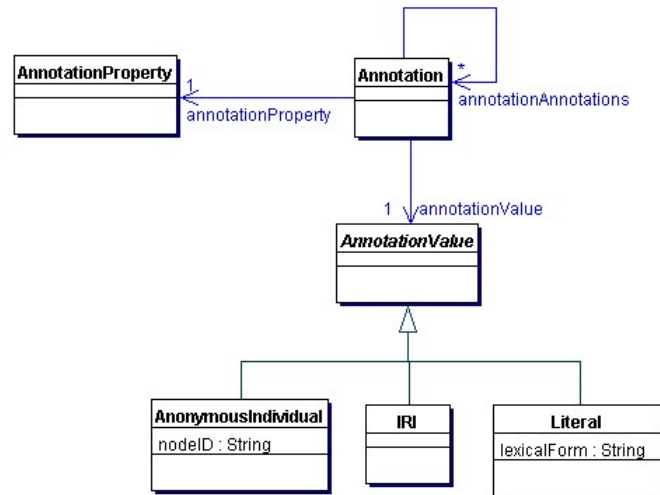 AnnotationProperty
Annotation
*
annotationAnnotations
1
annotationProperty
1 annotationValue
AnnotationValue
AnonymousIndividual
nodeID : String
IRI
Literal
lexicalForm : String